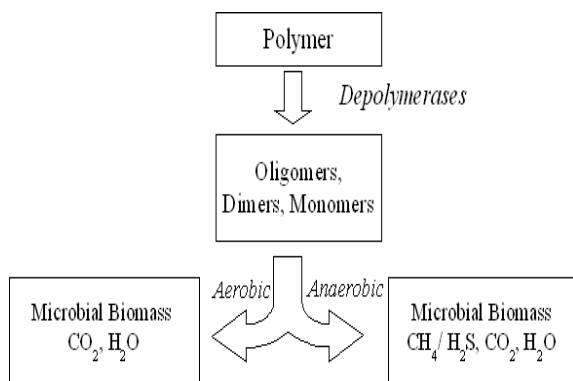 Polymer
Depolymerases
Oligomers,
Dimers, Monomers
Aerobic
Anaerobic
Microbial Biomass
CO₂, H₂O
Microbial Biomass
CH₄/ H₂S, CO₂, H₂O